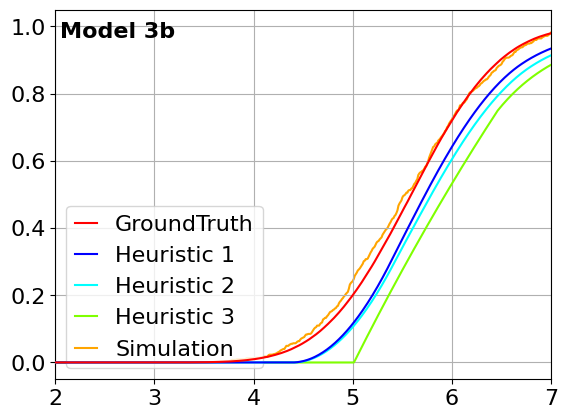 Model 3b
1.0
0.8
0.6
0.4
0.2
0.0
GroundTruth
Heuristic 1
Heuristic 2
Heuristic 3
Simulation
2 3 4 5 6 7